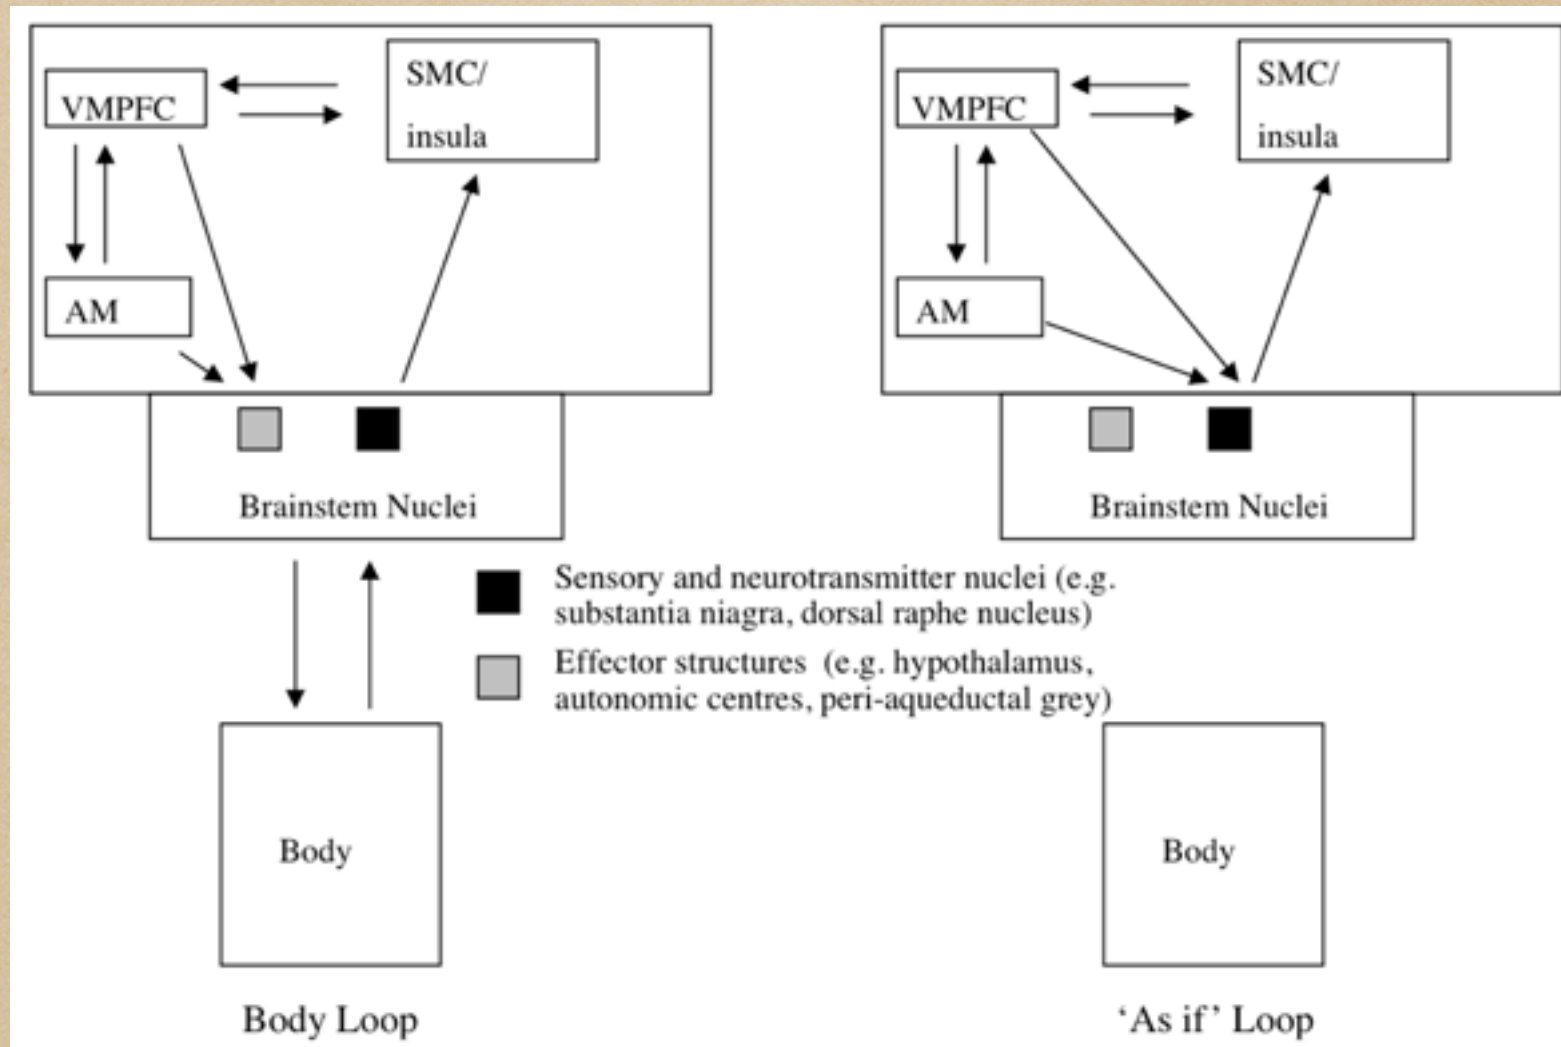 VMPFC
SMC/
insula
AM
Brainstem Nuclei
Body
Body Loop
VMPFC
SMC/
insula
AM
Brainstem Nuclei
Body
‘As if’ Loop
Sensory and neurotransmitter nuclei (e.g.
substantia niagra, dorsal raphe nucleus)
Effector structures (e.g. hypothalamus,
autonomic centres, peri-aqueductal grey)